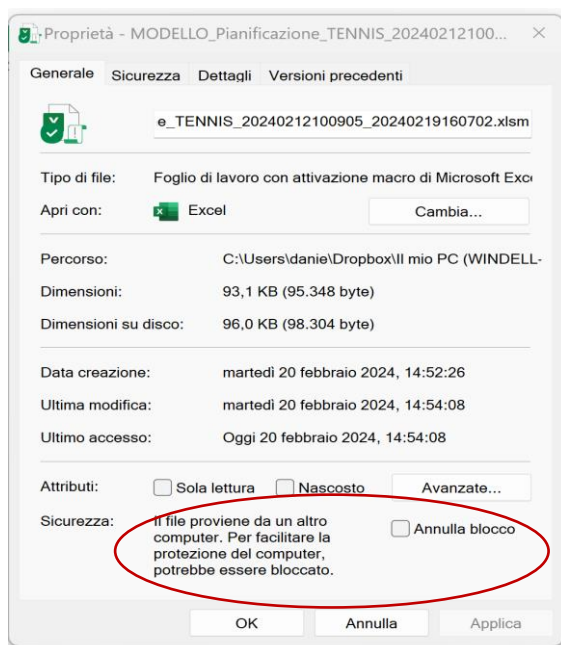 Proprietà - MODELLO_Pianificazione_TENNIS_20240212100...
Generale Sicurezza Dettagli Versioni precedenti
e_TENNIS_20240212100905_20240219160702.xlsm
Tipo di file: Foglio di lavoro con attivazione macro di Microsoft Exc
Apri con: Excel Cambia...
Percorso: C:\Users\danie\Dropbox\Il mio PC (WINDELL-
Dimensioni: 93,1 KB (95.348 byte)
Dimensioni su disco: 96,0 KB (98.304 byte)
Data creazione: martedì 20 febbraio 2024, 14:52:26
Ultima modifica: martedì 20 febbraio 2024, 14:54:08
Ultimo accesso: Oggi 20 febbraio 2024, 14:54:08
Attributi: Sola lettura Nascosto Avanzate...
Sicurezza: Il file proviene da un altro
computer. Per facilitare la Annulla blocco
protezione del computer,
potrebbe essere bloccato.
OK Annulla Applica